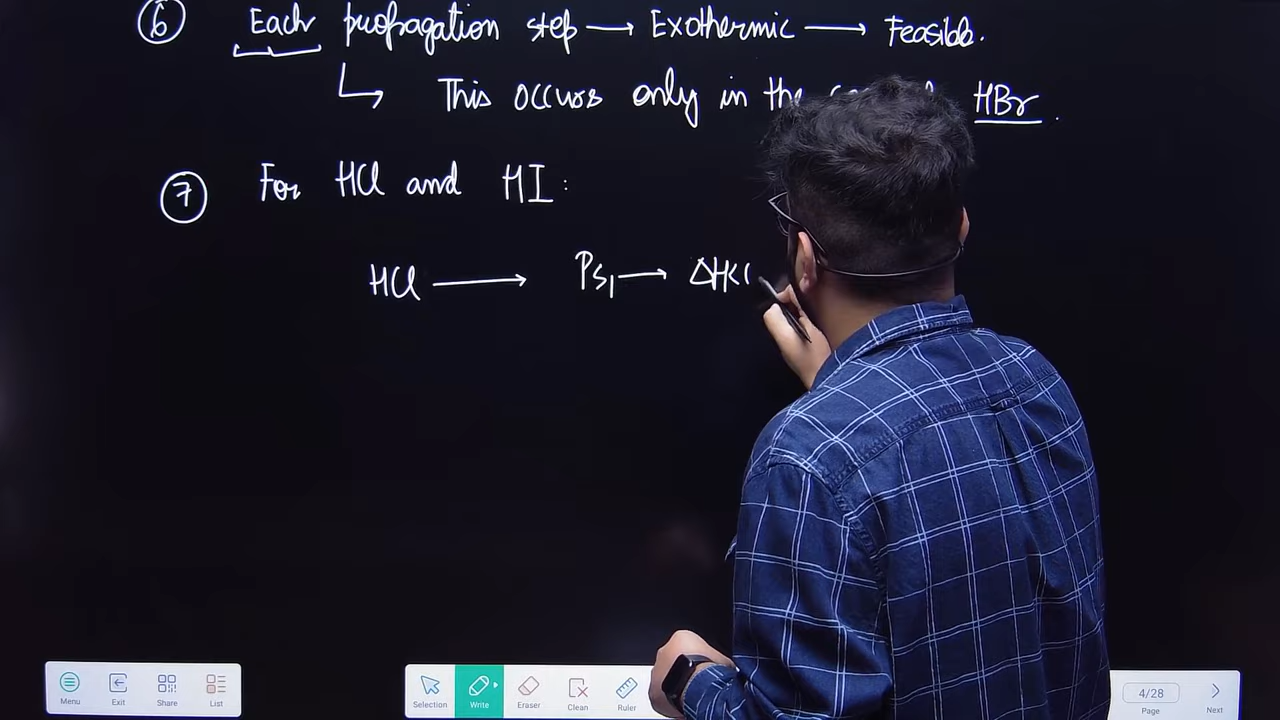 ⑥ Each propagation step → Exothermic → Feasible.
↳ This occurs only in the HBr.
⑦ For HCl and HI:
HCl → PS₁ → ΔH<
Menu Exit Share List Selection Write Eraser Clean Ruler 4/28 Page Next